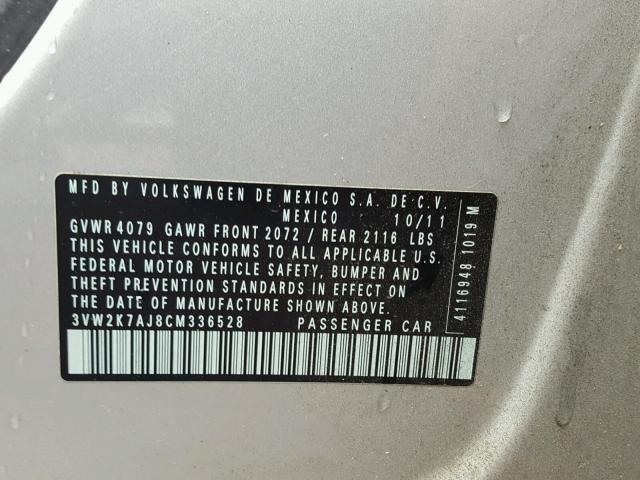 MFD BY VOLKSWAGEN DE MEXICO S.A. DE C.V.
MEXICO 10/11
GVWR 4079 GAWR FRONT 2072 / REAR 2116 LBS
THIS VEHICLE CONFORMS TO ALL APPLICABLE U.S.
FEDERAL MOTOR VEHICLE SAFETY, BUMPER AND
THEFT PREVENTION STANDARDS IN EFFECT ON
THE DATE OF MANUFACTURE SHOWN ABOVE.
3VW2K7AJ8CM336528 PASSENGER CAR
4116948 1019 M